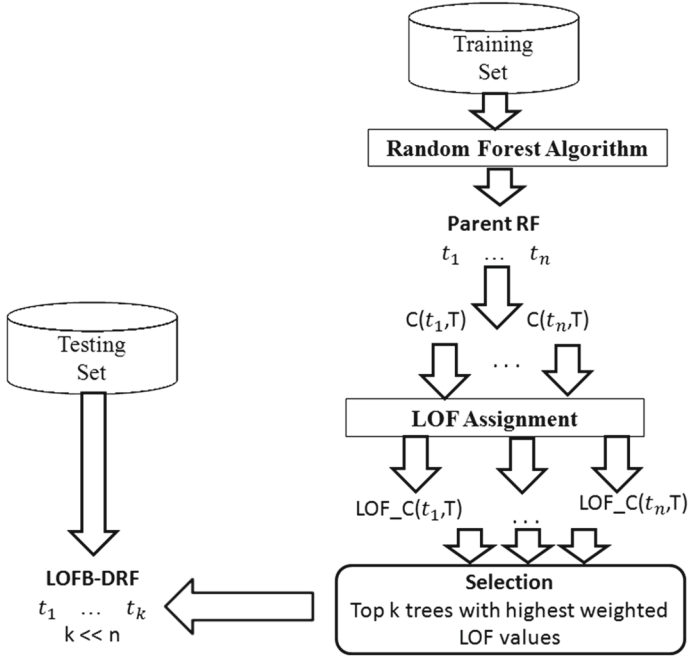 Training
Set
Random Forest Algorithm
Parent RF
t₁ ... tₙ
C(t₁,T) C(tₙ,T)
...
LOF Assignment
LOF_C(t₁,T) LOF_C(tₙ,T)
...
Selection
Top k trees with highest weighted
LOF values
Testing
Set
LOFB-DRF
t₁ ... tₖ
k << n